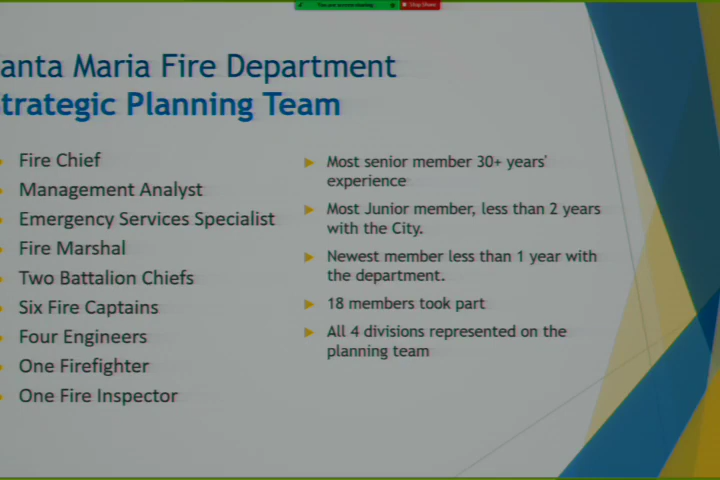 anta Maria Fire Department
trategic Planning Team
Fire Chief
Management Analyst
Emergency Services Specialist
Fire Marshal
Two Battalion Chiefs
Six Fire Captains
Four Engineers
One Firefighter
One Fire Inspector
Most senior member 30+ years'
experience
Most Junior member, less than 2 years
with the City.
Newest member less than 1 year with
the department.
18 members took part
All 4 divisions represented on the
planning team
Stop Share